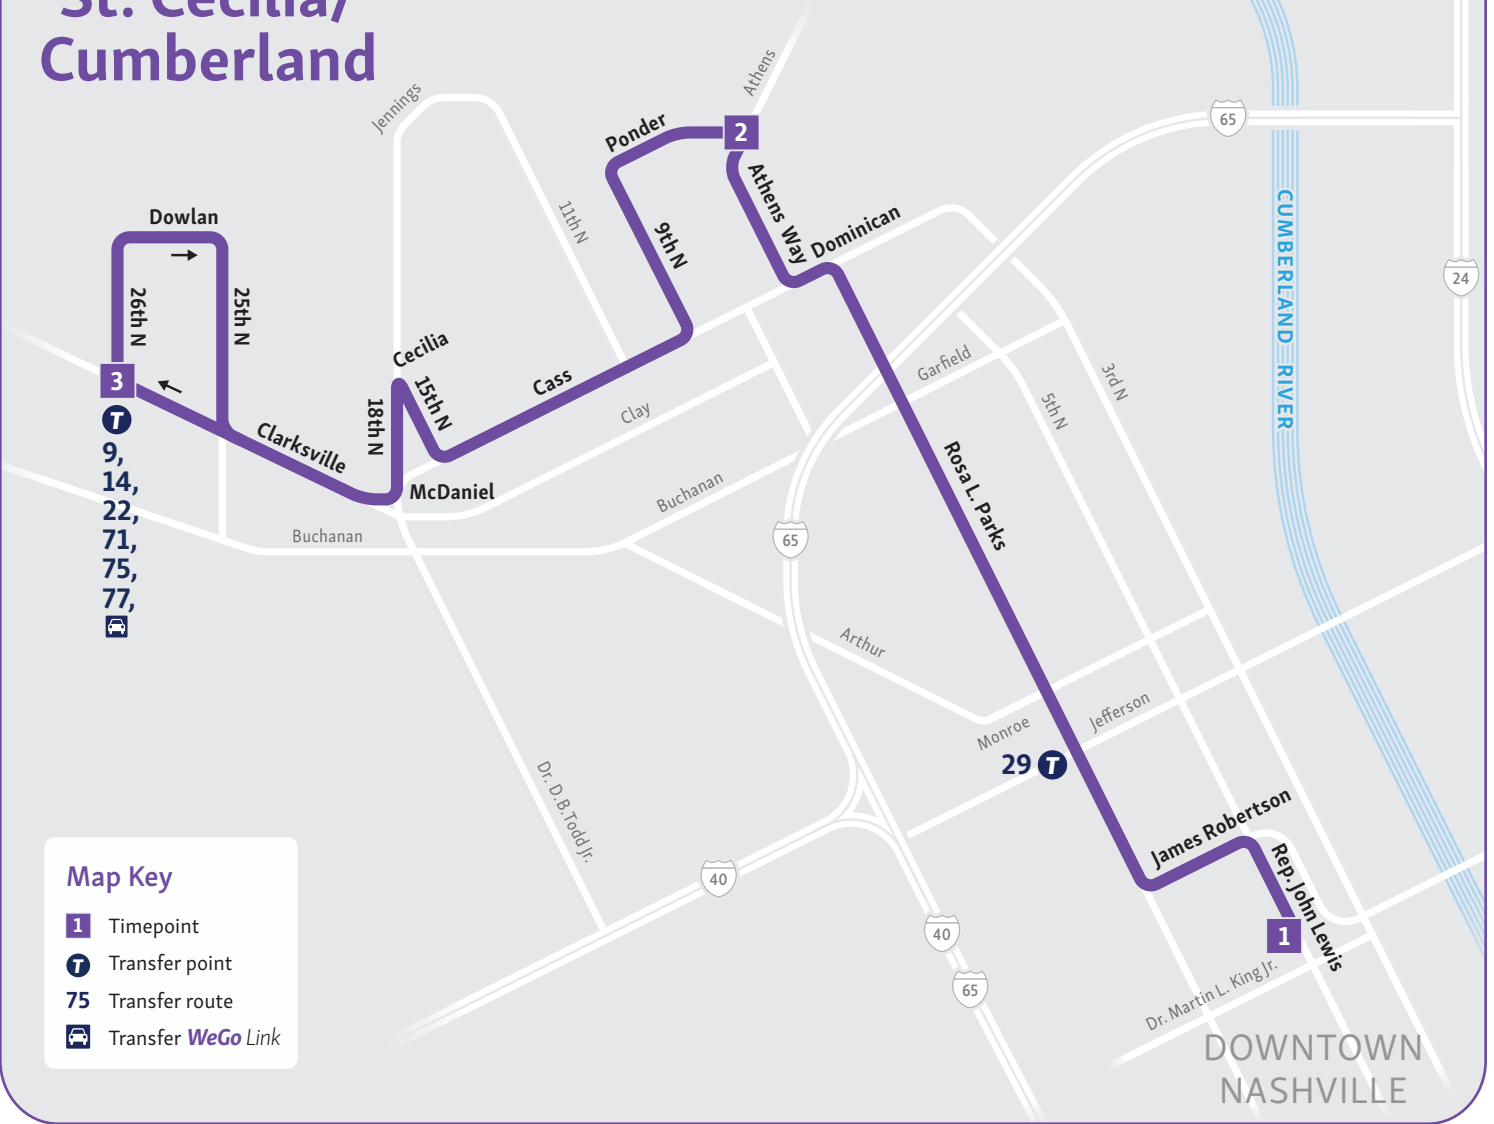 St. Cecilia/
Cumberland
Jennings
Athens
Ponder
2
65
11th N
9th N
Athens Way
Dominican
CUMBERLAND RIVER
24
Dowlan
26th N
25th N
Cecilia
15th N
18th N
Cass
Clay
Garfield
5th N
3rd N
3
T
9,
14,
22,
71,
75,
77,
Clarksville
McDaniel
Buchanan
Buchanan
65
Rosa L. Parks
Arthur
Monroe
Jefferson
29 T
Dr. D.B.Todd Jr.
James Robertson
Rep. John Lewis
1
40
40
65
Dr. Martin L. King Jr.
DOWNTOWN
NASHVILLE
Map Key
1 Timepoint
T Transfer point
75 Transfer route
Transfer WeGo Link